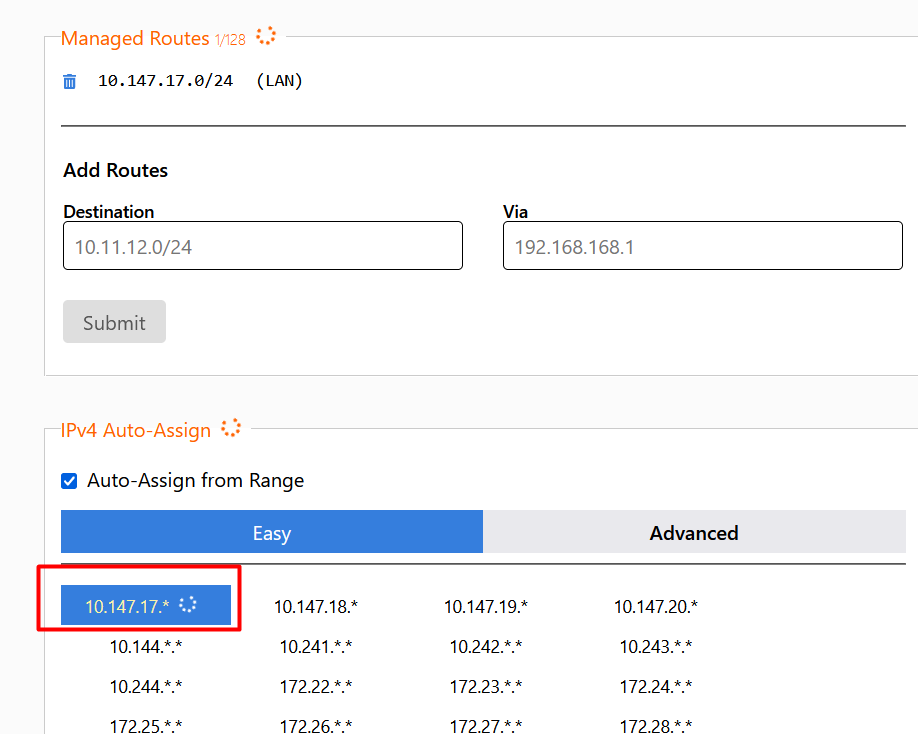 Managed Routes 1/128
10.147.17.0/24 (LAN)
Add Routes
Destination Via
10.11.12.0/24 192.168.168.1
Submit
IPv4 Auto-Assign
Auto-Assign from Range
Easy Advanced
10.147.17.* 10.147.18.* 10.147.19.* 10.147.20.*
10.144.*.* 10.241.*.* 10.242.*.* 10.243.*.*
10.244.*.* 172.22.*.* 172.23.*.* 172.24.*.*
172.25.*.* 172.26.*.* 172.27.*.* 172.28.*.*